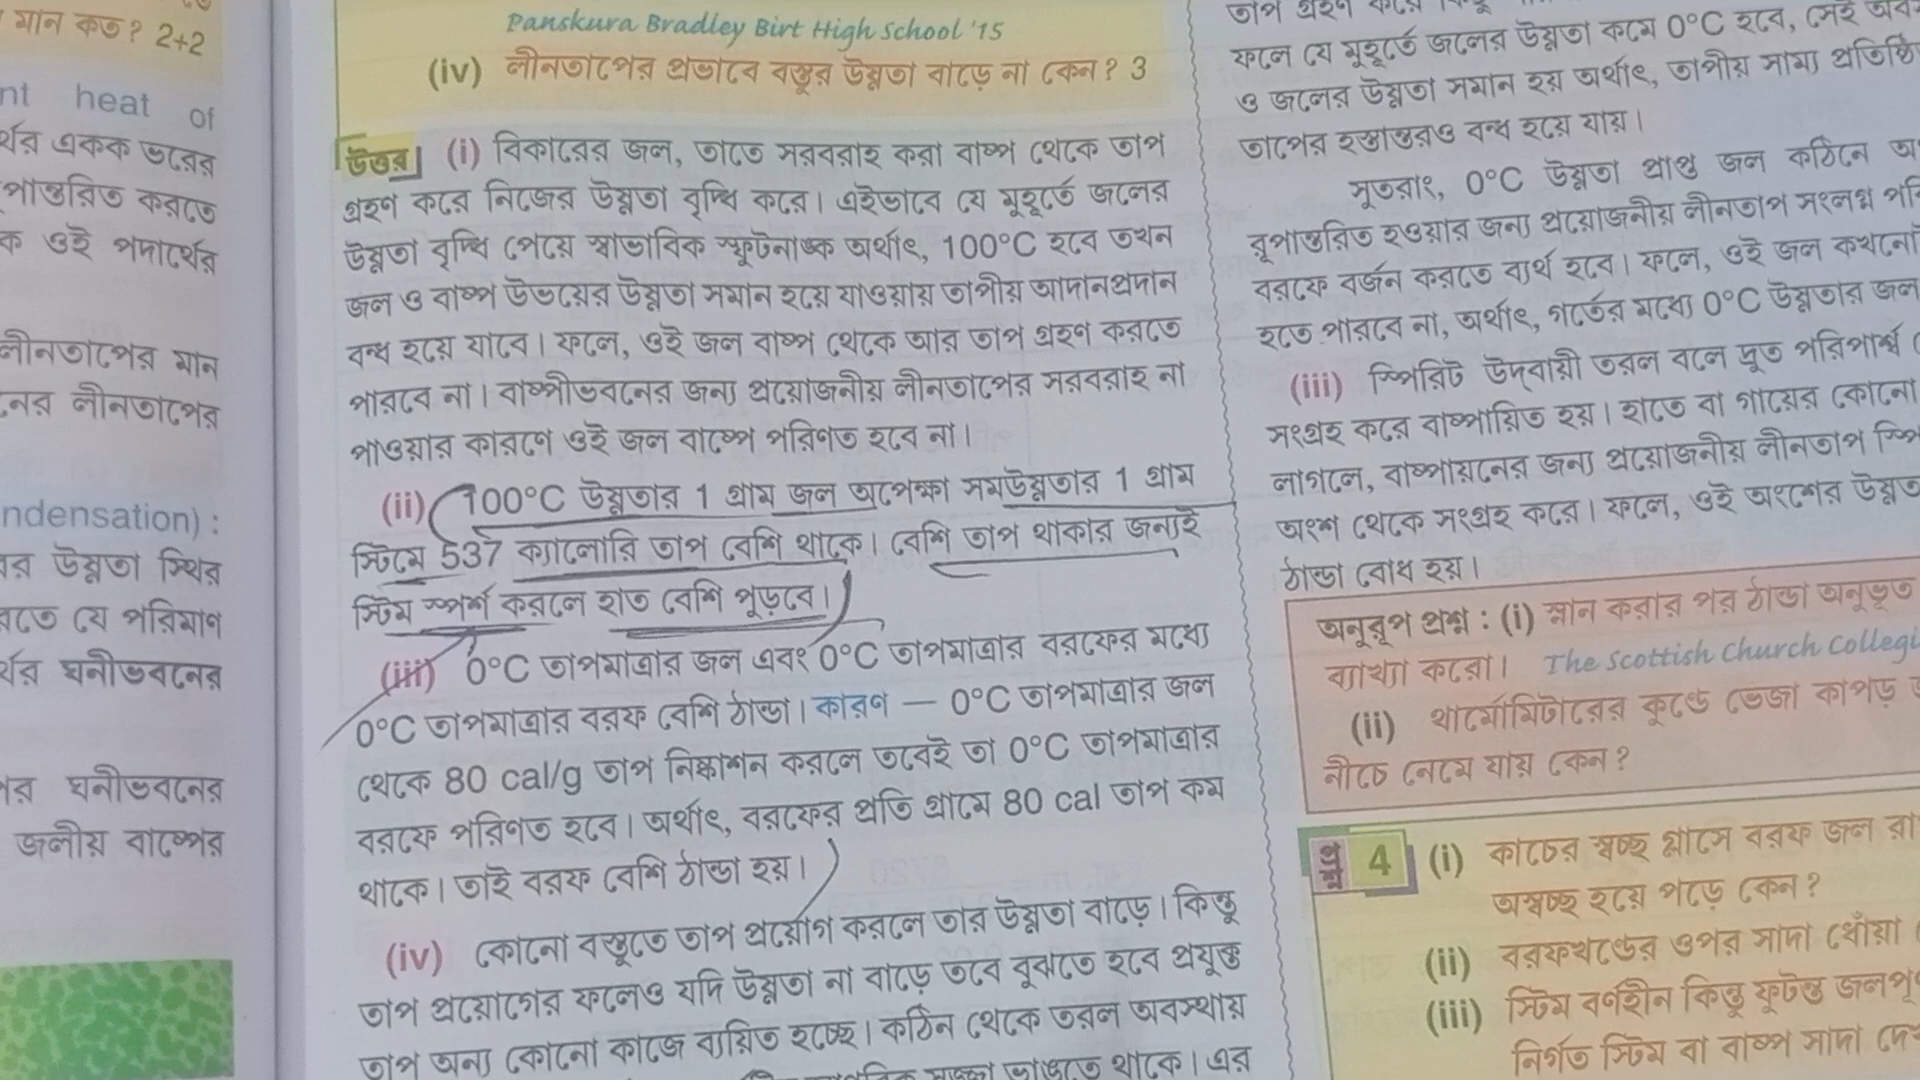 মান কত? 2+2
nt heat of
র্থের একক ভরের
পান্তরিত করতে
ক ওই পদার্থের
লীনতাপের মান
নের লীনতাপের
ndensation) :
উষ্ণতা স্থির
রতে যে পরিমাণ
র্থের ঘনীভবনের
ঘনীভবনের
জলীয় বাষ্পের
Panskura Bradley Birt High School '15
(iv) লীনতাপের প্রভাবে বস্তুর উষ্ণতা বাড়ে না কেন? 3
উত্তর (i) বিকারের জল, তাতে সরবরাহ করা বাষ্প থেকে তাপ
গ্রহণ করে নিজের উষ্ণতা বৃদ্ধি করে। এইভাবে যে মুহূর্তে জলের
উষ্ণতা বৃদ্ধি পেয়ে স্বাভাবিক স্ফুটনাঙ্ক অর্থাৎ, 100°C হবে তখন
জল ও বাষ্প উভয়ের উষ্ণতা সমান হয়ে যাওয়ায় তাপীয় আদানপ্রদান
বন্ধ হয়ে যাবে। ফলে, ওই জল বাষ্প থেকে আর তাপ গ্রহণ করতে
পারবে না। বাষ্পীভবনের জন্য প্রয়োজনীয় লীনতাপের সরবরাহ না
পাওয়ার কারণে ওই জল বাষ্পে পরিণত হবে না।
(ii) 100°C উষ্ণতার 1 গ্রাম জল অপেক্ষা সমউষ্ণতার 1 গ্রাম
স্টিমে 537 ক্যালোরি তাপ বেশি থাকে। বেশি তাপ থাকার জন্যই
স্টিম স্পর্শ করলে হাত বেশি পুড়বে।
(iii) 0°C তাপমাত্রার জল এবং 0°C তাপমাত্রার বরফের মধ্যে
0°C তাপমাত্রার বরফ বেশি ঠান্ডা। কারণ — 0°C তাপমাত্রার জল
থেকে 80 cal/g তাপ নিষ্কাশন করলে তবেই তা 0°C তাপমাত্রার
বরফে পরিণত হবে। অর্থাৎ, বরফের প্রতি গ্রামে 80 cal তাপ কম
থাকে। তাই বরফ বেশি ঠান্ডা হয়।
(iv) কোনো বস্তুতে তাপ প্রয়োগ করলে তার উষ্ণতা বাড়ে। কিন্তু
তাপ প্রয়োগের ফলেও যদি উষ্ণতা না বাড়ে তবে বুঝতে হবে প্রযুক্ত
তাপ অন্য কোনো কাজে ব্যয়িত হচ্ছে। কঠিন থেকে তরল অবস্থায়
ভাঙতে থাকে। এর
তাপ গ্রহণ করে
ফলে যে মুহূর্তে জলের উষ্ণতা কমে 0°C হবে, সেই
ও জলের উষ্ণতা সমান হয় অর্থাৎ, তাপীয় সাম্য প্রতিষ্ঠি
তাপের হস্তান্তরও বন্ধ হয়ে যায়।
সুতরাং, 0°C উষ্ণতা প্রাপ্ত জল কঠিনে
রূপান্তরিত হওয়ার জন্য প্রয়োজনীয় লীনতাপ সংলগ্ন
বরফে বর্জন করতে ব্যর্থ হবে। ফলে, ওই জল কখনো
হতে পারবে না, অর্থাৎ, গর্তের মধ্যে 0°C উষ্ণতার জল
(iii) স্পিরিট উদ্‌বায়ী তরল বলে দ্রুত পরিপার্শ্ব
সংগ্রহ করে বাষ্পায়িত হয়। হাতে বা গায়ের কোনো
লাগলে, বাষ্পায়নের জন্য প্রয়োজনীয় লীনতাপ
অংশ থেকে সংগ্রহ করে। ফলে, ওই অংশের উষ্ণত
ঠান্ডা বোধ হয়।
অনুরূপ প্রশ্ন : (i) স্নান করার পর ঠান্ডা অনুভূত
ব্যাখ্যা করো। The Scottish Church Collegi
(ii) থার্মোমিটারের কুণ্ডে ভেজা কাপড়
নীচে নেমে যায় কেন?
প্রশ্ন 4 (i) কাচের স্বচ্ছ গ্লাসে বরফ জল রা
অস্বচ্ছ হয়ে পড়ে কেন?
(ii) বরফখণ্ডের ওপর সাদা ধোঁয়া
(iii) স্টিম বর্ণহীন কিন্তু ফুটন্ত জলপূ
নির্গত স্টিম বা বাষ্প সাদা